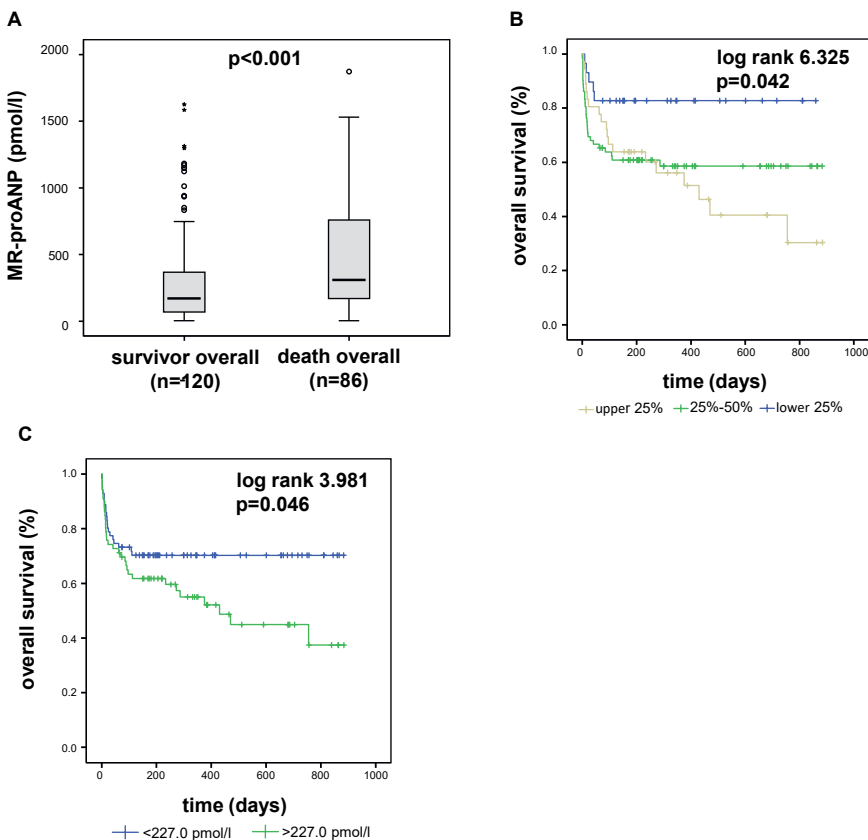 A
MR-proANP (pmol/l)
2000
1500
1000
500
0
p<0.001
survivor overall
(n=120)
death overall
(n=86)
B
overall survival (%)
1.0
0.8
0.6
0.4
0.2
0.0
log rank 6.325
p=0.042
0 200 400 600 800 1000
time (days)
upper 25% 25%-50% lower 25%
C
overall survival (%)
1.0
0.8
0.6
0.4
0.2
0.0
log rank 3.981
p=0.046
0 200 400 600 800 1000
time (days)
<227.0 pmol/l >227.0 pmol/l